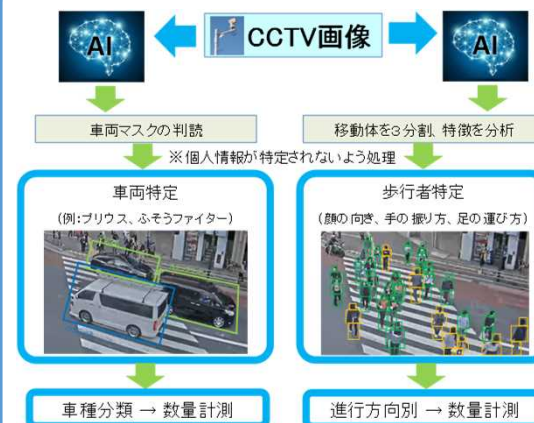 AI
CCTV画像
AI
車両マスクの判読
移動体を3分割、特徴を分析
※個人情報が特定されないよう処理
車両特定
(例:プリウス、ふそうファイター)
歩行者特定
(顔の向き、手の振り方、足の運び方)
車種分類 → 数量計測
進行方向別 → 数量計測